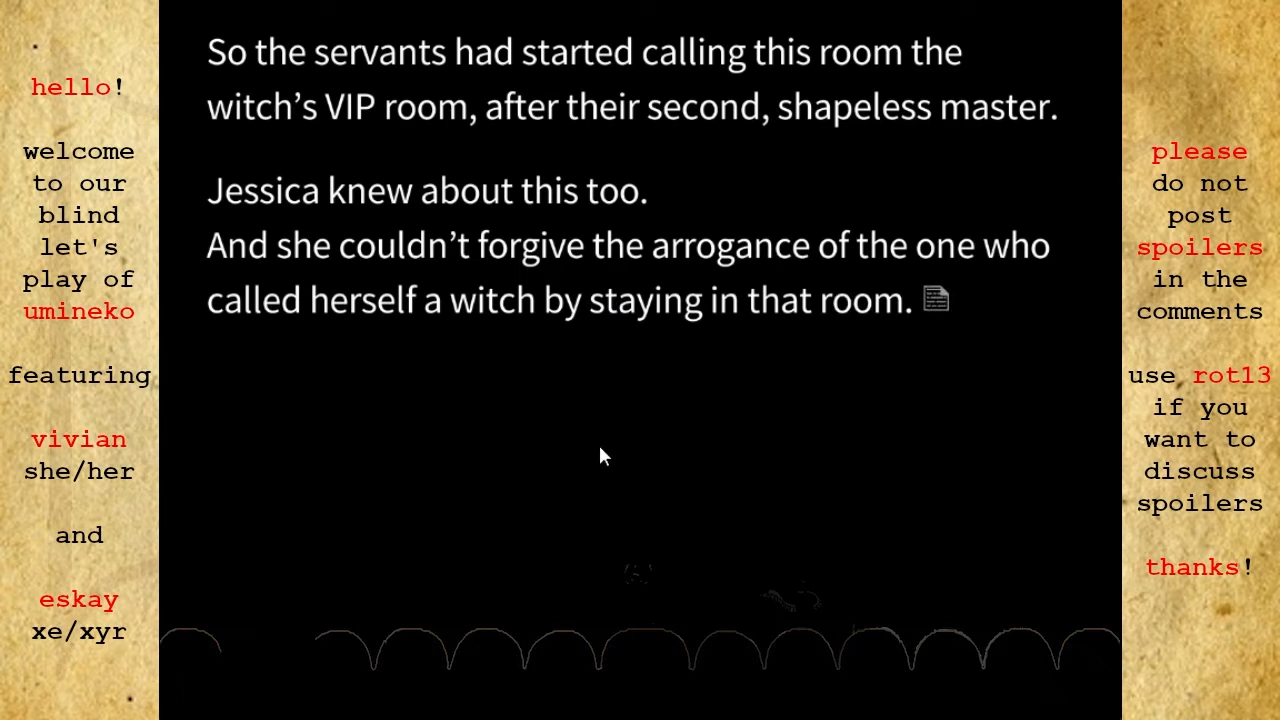 hello!
welcome
to our
blind
let's
play of
umineko
featuring
vivian
she/her
and
eskay
xe/xyr
So the servants had started calling this room the
witch’s VIP room, after their second, shapeless master.
Jessica knew about this too.
And she couldn’t forgive the arrogance of the one who
called herself a witch by staying in that room.
please
do not
post
spoilers
in the
comments
use rot13
if you
want to
discuss
spoilers
thanks!